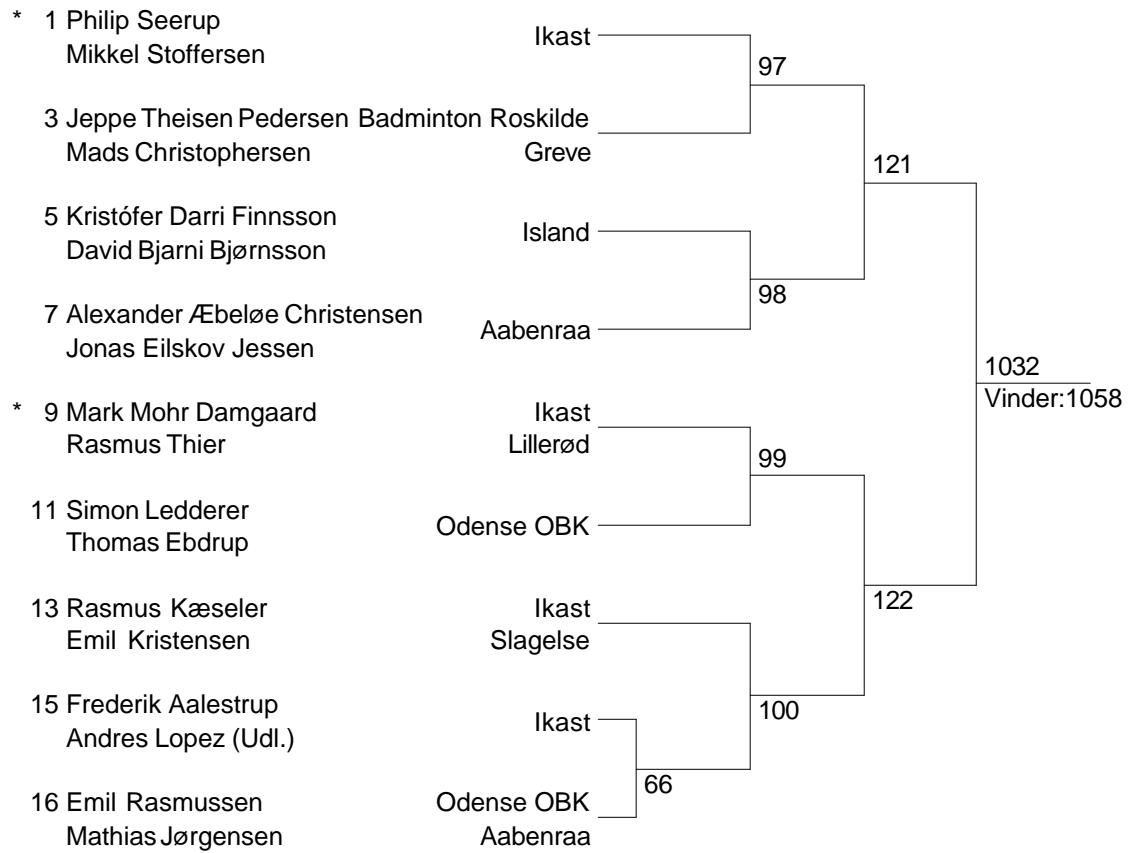 * 1 Philip Seerup Ikast
Mikkel Stoffersen
97
3 Jeppe Theisen Pedersen Badminton Roskilde
Mads Christophersen Greve
121
5 Kristófer Darri Finnsson Island
David Bjarni Bjørnsson
98
7 Alexander Æbeløe Christensen Aabenraa
Jonas Eilskov Jessen
1032
Vinder:1058
* 9 Mark Mohr Damgaard Ikast
Rasmus Thier Lillerød
99
11 Simon Ledderer Odense OBK
Thomas Ebdrup
122
13 Rasmus Kæseler Ikast
Emil Kristensen Slagelse
100
15 Frederik Aalestrup Ikast
Andres Lopez (Udl.)
66
16 Emil Rasmussen Odense OBK
Mathias Jørgensen Aabenraa